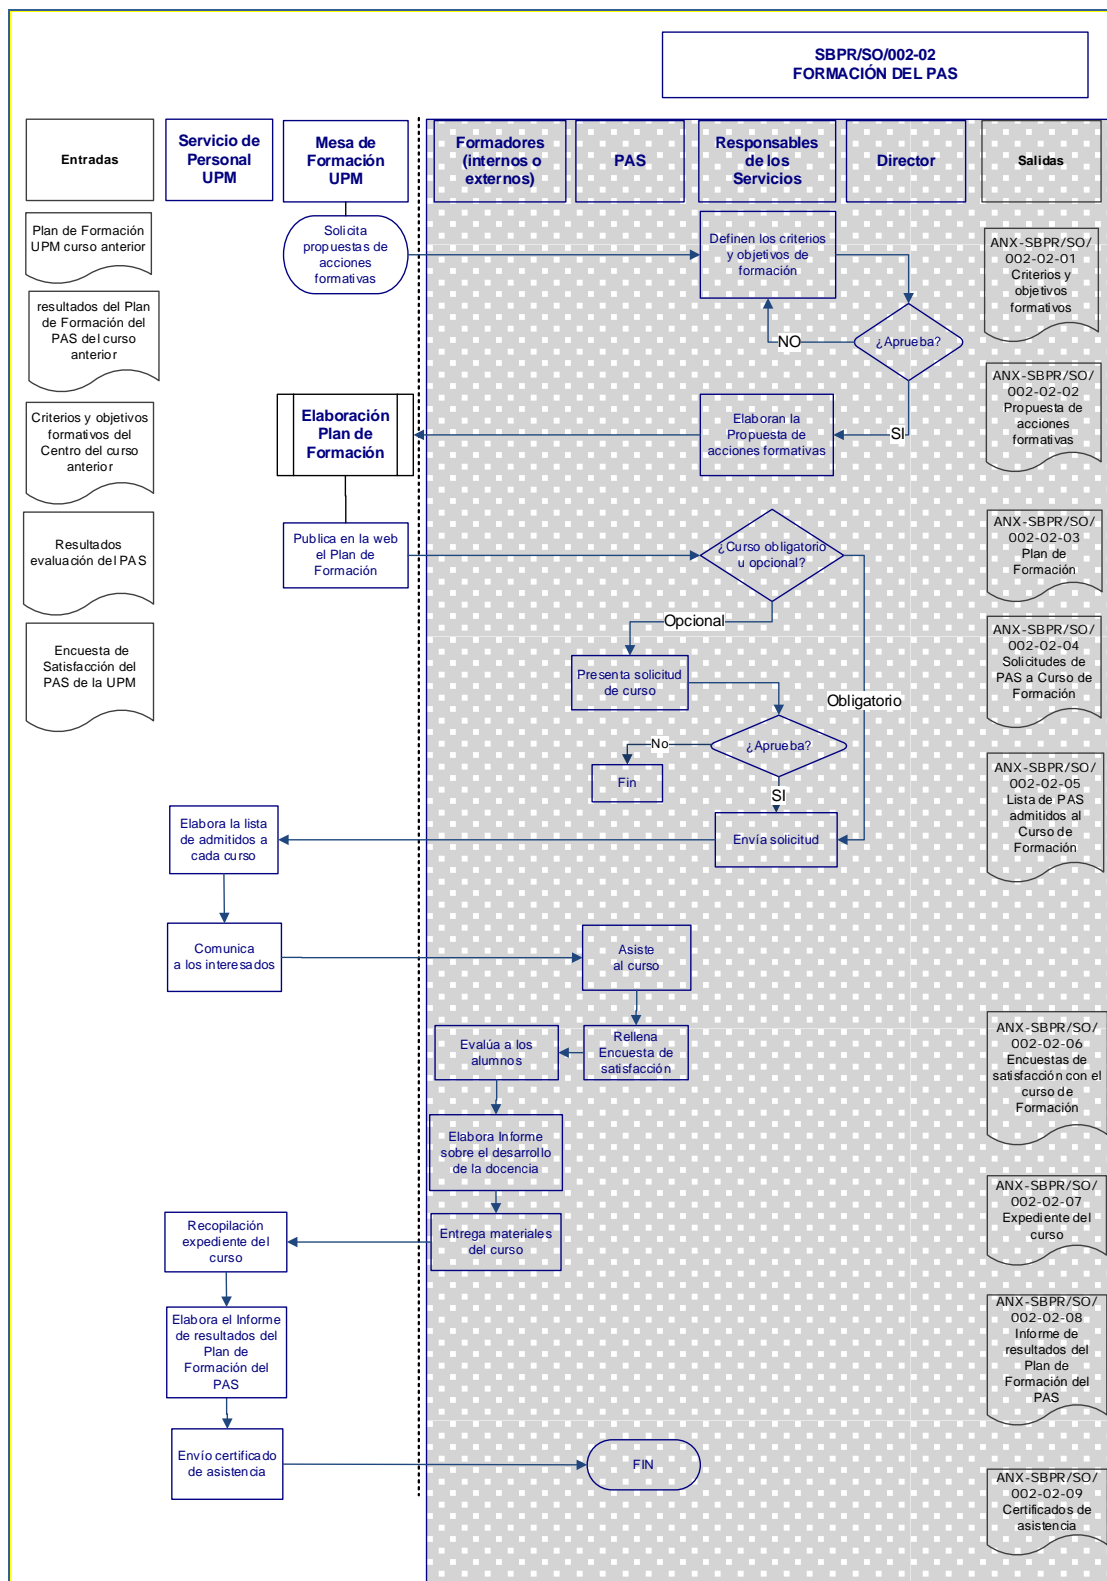 SBPR/SO/002-02
FORMACIÓN DEL PAS
Entradas
Servicio de
Personal
UPM
Mesa de
Formación
UPM
Formadores
(internos o
externos)
PAS
Responsables
de los
Servicios
Director
Salidas
Plan de Formación
UPM curso anterior
resultados del Plan
de Formación del
PAS del curso
anterior
Criterios y objetivos
formativos del
Centro del curso
anterior
Resultados
evaluación del PAS
Encuesta de
Satisfacción del
PAS de la UPM
Solicita
propuestas de
acciones
formativas
Definen los criterios
y objetivos de
formación
¿Aprueba?
NO
SI
Elaboran la
Propuesta de
acciones formativas
Elaboración
Plan de
Formación
Publica en la web
el Plan de
Formación
¿Curso obligatorio
u opcional?
Opcional
Obligatorio
Presenta solicitud
de curso
¿Aprueba?
No
Fin
SI
Envía solicitud
Elabora la lista
de admitidos a
cada curso
Comunica
a los interesados
Asiste
al curso
Rellena
Encuesta de
satisfacción
Evalúa a los
alumnos
Elabora Informe
sobre el desarrollo
de la docencia
Entrega materiales
del curso
Recopilación
expediente del
curso
Elabora el Informe
de resultados del
Plan de
Formación del
PAS
Envío certificado
de asistencia
FIN
ANX-SBPR/SO/
002-02-01
Criterios y
objetivos
formativos
ANX-SBPR/SO/
002-02-02
Propuesta de
acciones
formativas
ANX-SBPR/SO/
002-02-03
Plan de
Formación
ANX-SBPR/SO/
002-02-04
Solicitudes de
PAS a Curso de
Formación
ANX-SBPR/SO/
002-02-05
Lista de PAS
admitidos al
Curso de
Formación
ANX-SBPR/SO/
002-02-06
Encuestas de
satisfacción con el
curso de
Formación
ANX-SBPR/SO/
002-02-07
Expediente del
curso
ANX-SBPR/SO/
002-02-08
Informe de
resultados del
Plan de
Formación del
PAS
ANX-SBPR/SO/
002-02-09
Certificados de
asistencia